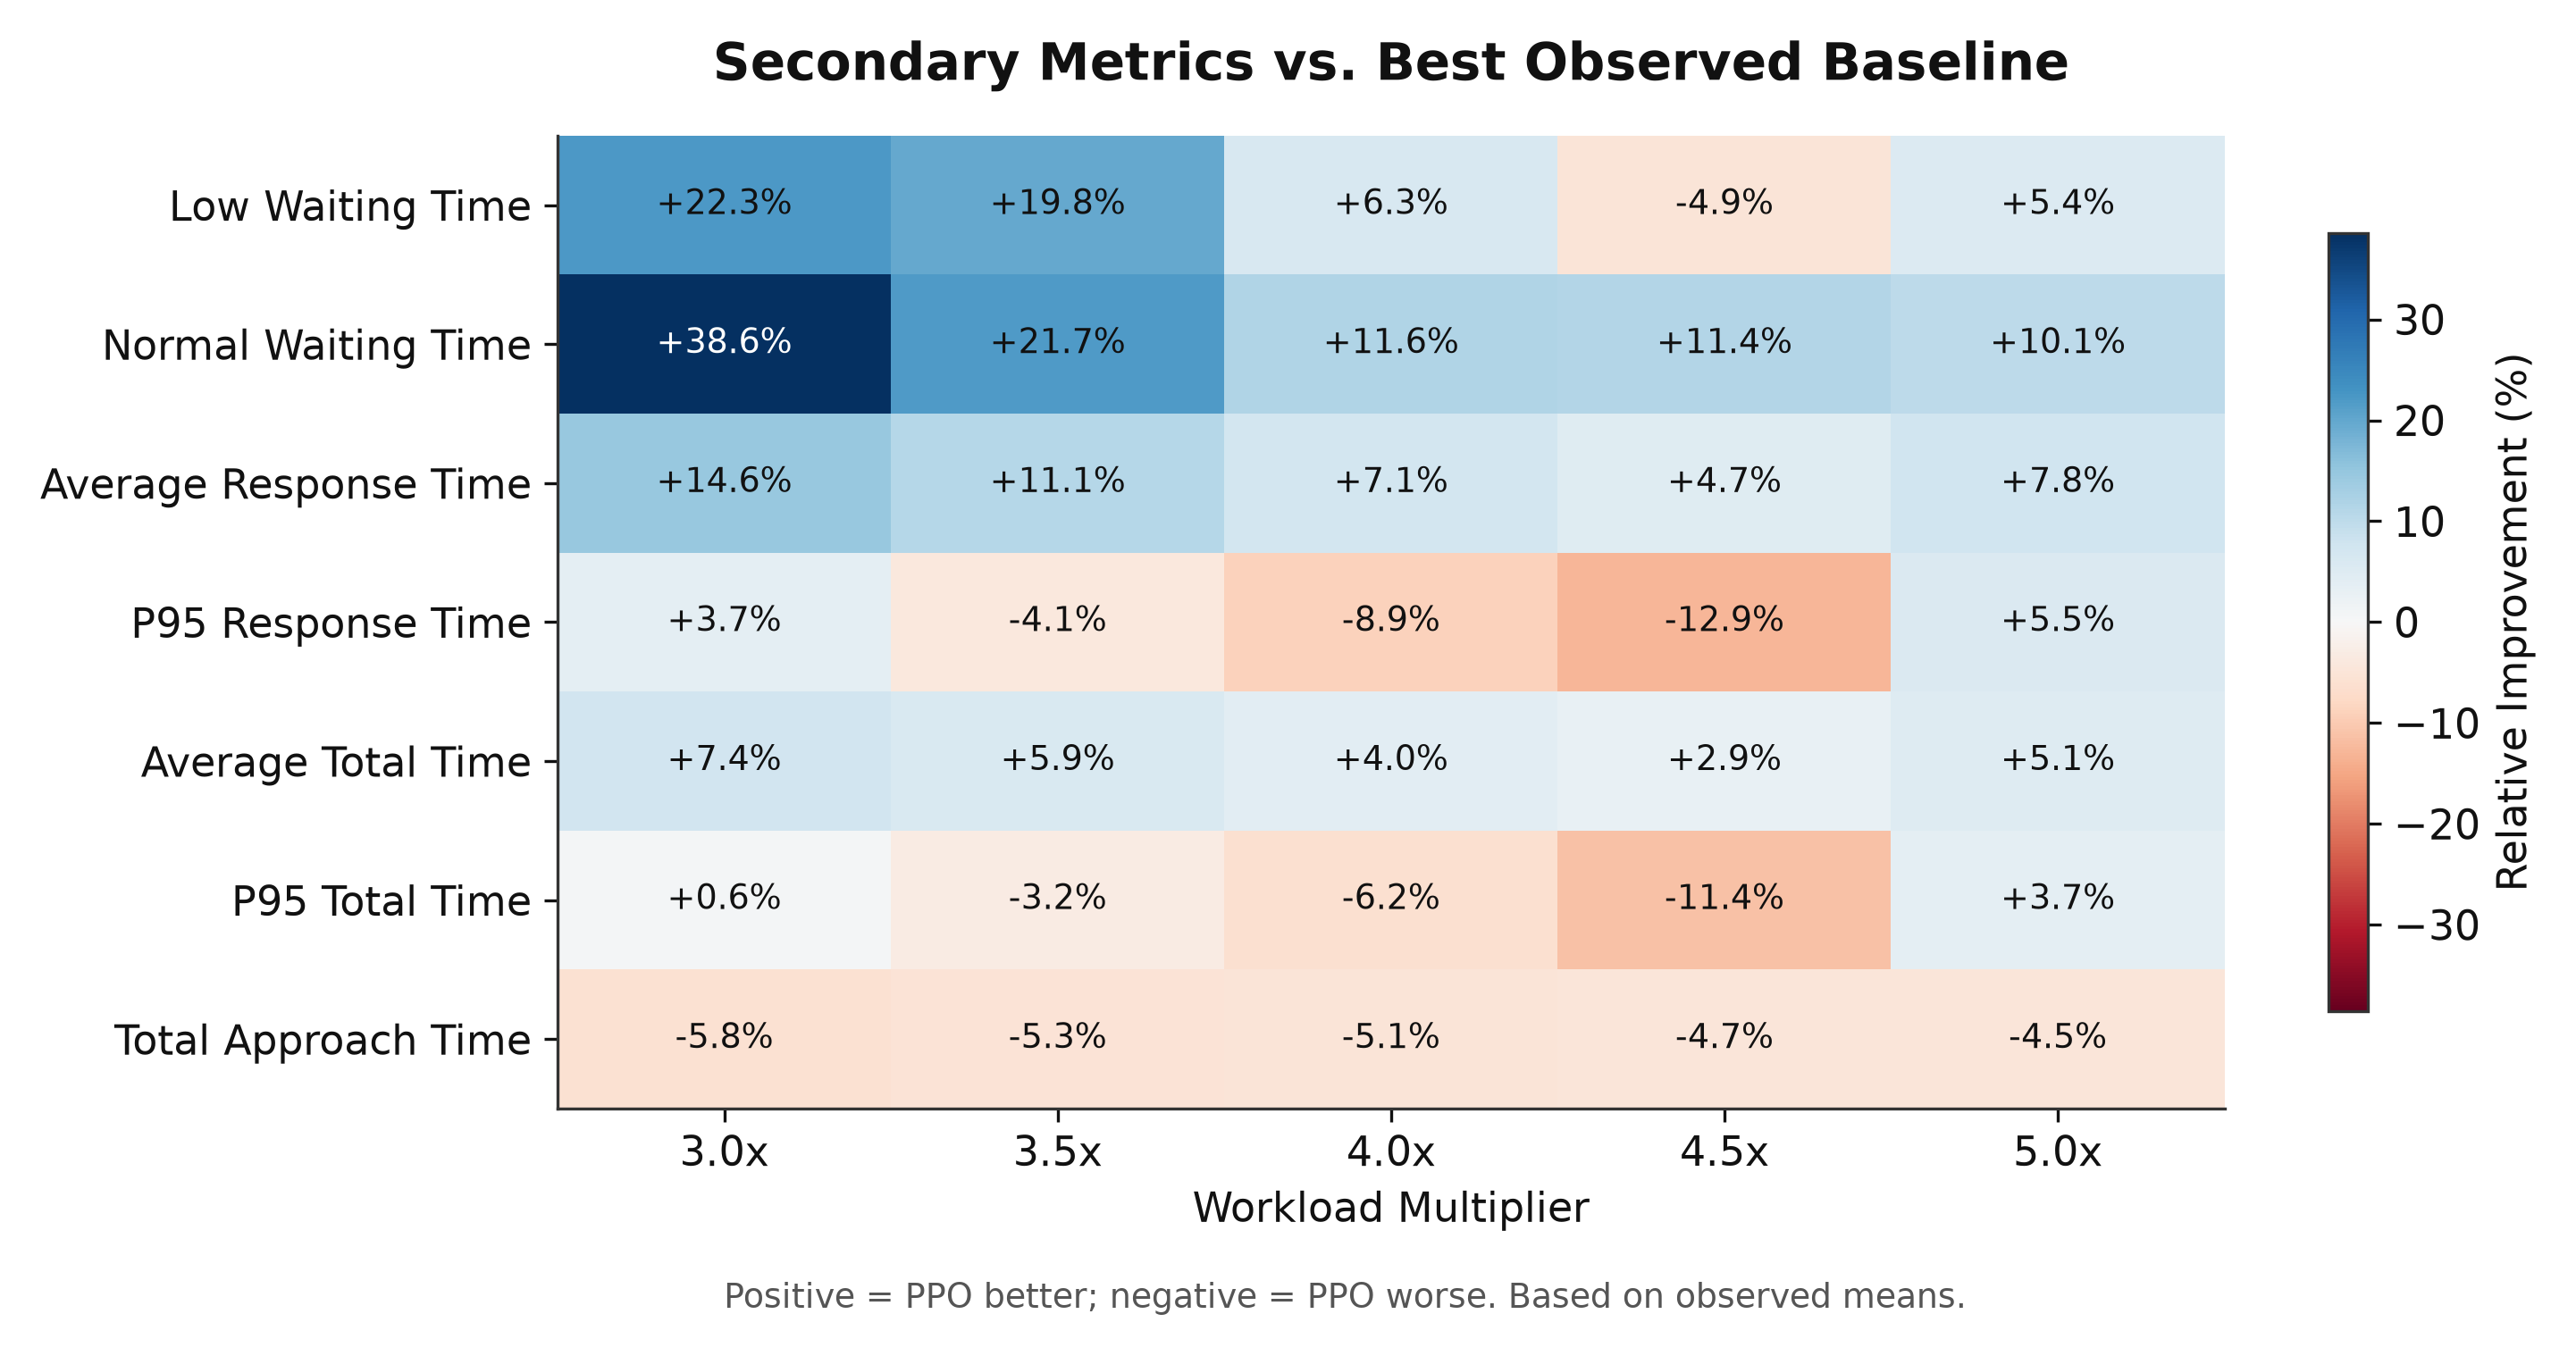 Secondary Metrics vs. Best Observed Baseline
Low Waiting Time +22.3% +19.8% +6.3% -4.9% +5.4%
Normal Waiting Time +38.6% +21.7% +11.6% +11.4% +10.1%
Average Response Time +14.6% +11.1% +7.1% +4.7% +7.8%
P95 Response Time +3.7% -4.1% -8.9% -12.9% +5.5%
Average Total Time +7.4% +5.9% +4.0% +2.9% +5.1%
P95 Total Time +0.6% -3.2% -6.2% -11.4% +3.7%
Total Approach Time -5.8% -5.3% -5.1% -4.7% -4.5%
3.0x 3.5x 4.0x 4.5x 5.0x
Workload Multiplier
30
20
10
0
−10
−20
−30
Relative Improvement (%)
Positive = PPO better; negative = PPO worse. Based on observed means.